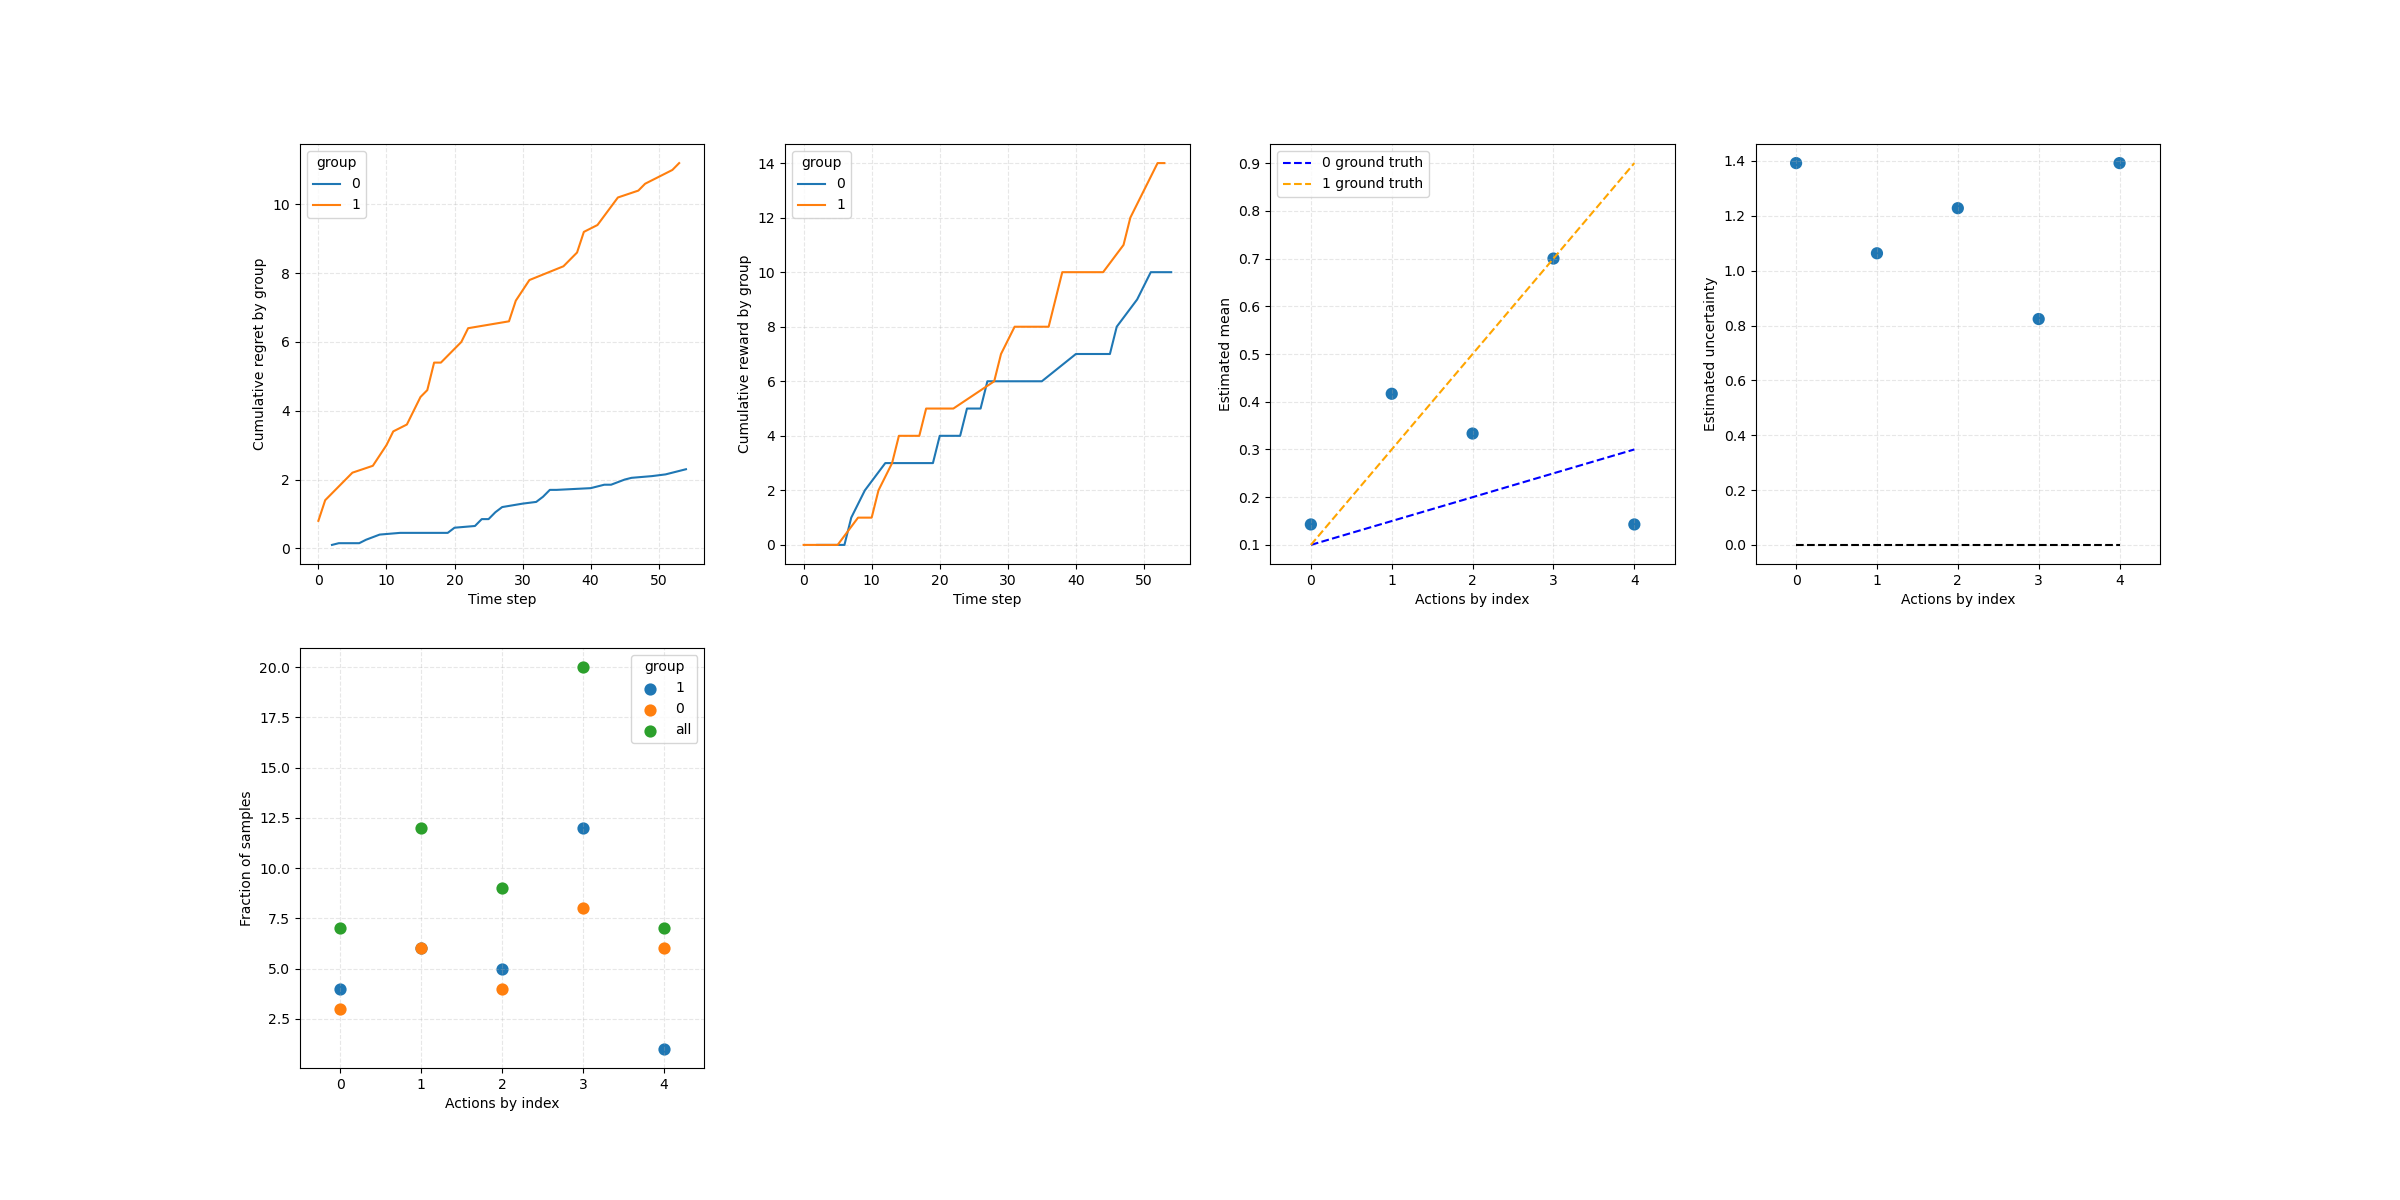 group
0
1
10
8
6
4
2
0
Cumulative regret by group
0 10 20 30 40 50
Time step
group
0
1
14
12
10
8
6
4
2
0
Cumulative reward by group
0 10 20 30 40 50
Time step
0 ground truth
1 ground truth
0.9
0.8
0.7
0.6
0.5
0.4
0.3
0.2
0.1
Estimated mean
0 1 2 3 4
Actions by index
1.4
1.2
1.0
0.8
0.6
0.4
0.2
0.0
Estimated uncertainty
0 1 2 3 4
Actions by index
group
1
0
all
20.0
17.5
15.0
12.5
10.0
7.5
5.0
2.5
Fraction of samples
0 1 2 3 4
Actions by index